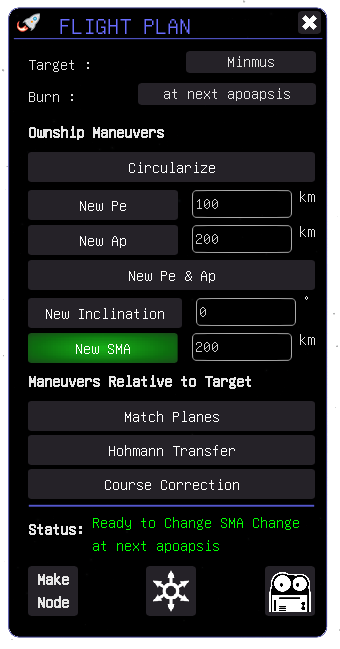 FLIGHT PLAN
Target : Minmus
Burn : at next apoapsis
Ownship Maneuvers
Circularize
New Pe 100 km
New Ap 200 km
New Pe & Ap
New Inclination 0 °
New SMA 200 km
Maneuvers Relative to Target
Match Planes
Hohmann Transfer
Course Correction
Status: Ready to Change SMA Change
at next apoapsis
Make
Node